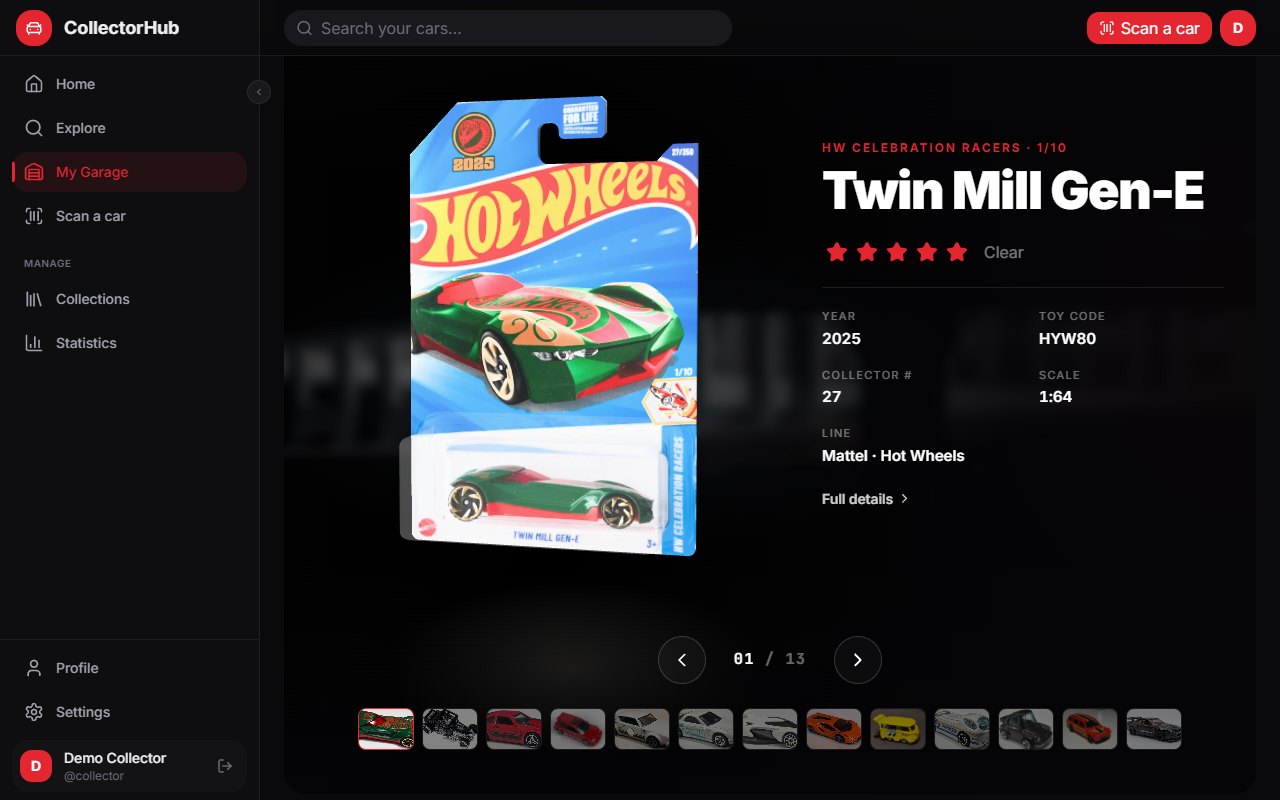 CollectorHub
Search your cars...
Scan a car
D
Home
Explore
My Garage
Scan a car
MANAGE
Collections
Statistics
Profile
Settings
D
Demo Collector
@collector
GUARANTEED
FOR LIFE
2025
27/250
HOT WHEELS
HOT WHEELS
1/10
HW CELEBRATION RACERS
TWIN MILL GEN-E
3+
HW CELEBRATION RACERS · 1/10
Twin Mill Gen-E
Clear
YEAR
2025
TOY CODE
HYW80
COLLECTOR #
27
SCALE
1:64
LINE
Mattel · Hot Wheels
Full details
01 / 13